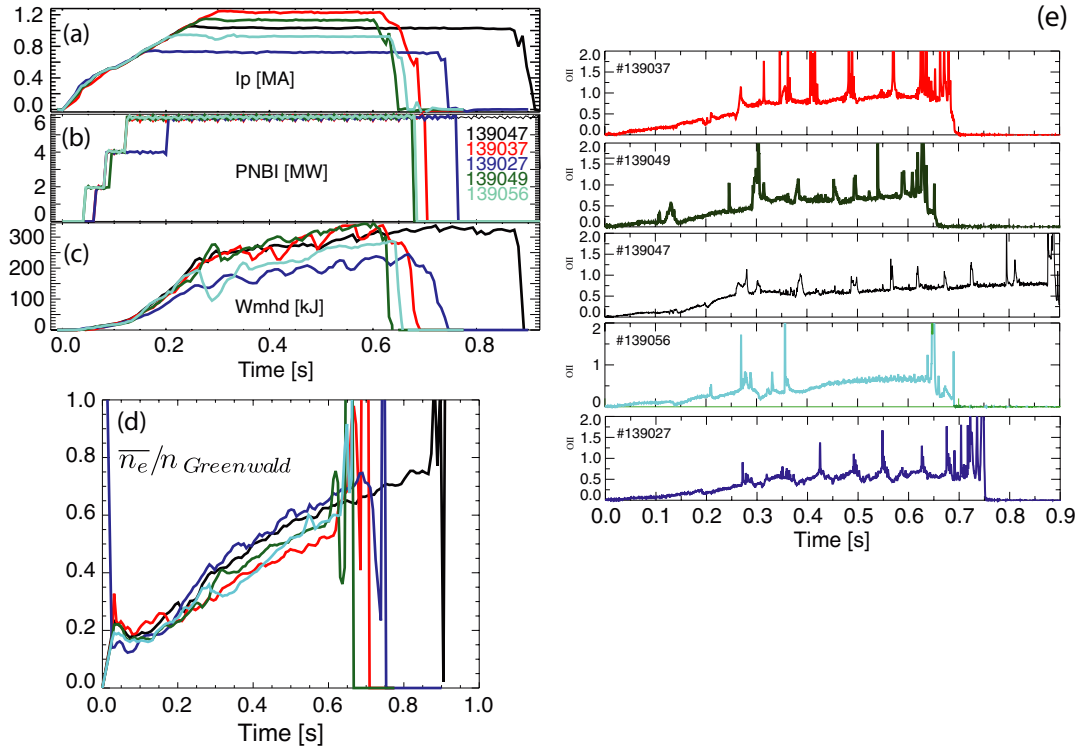 (a)
1.2
0.8
0.4
0.0
Ip [MA]
(b)
6
4
2
0
PNBI [MW]
139047
139037
139027
139049
139056
(c)
300
200
100
0
Wmhd [kJ]
0.0 0.2 0.4 0.6 0.8
Time [s]
(d)
1.0
0.8
0.6
0.4
0.2
0.0
n̅e̅/n Greenwald
0.0 0.2 0.4 0.6 0.8 1.0
Time [s]
(e)
#139037
2.0
1.5
1.0
0.5
0.0
OII
#139049
2.0
1.5
1.0
0.5
0.0
OII
#139047
2.0
1.5
1.0
0.5
0.0
OII
#139056
2
1
0
OII
#139027
2.0
1.5
1.0
0.5
0.0
OII
0.0 0.1 0.2 0.3 0.4 0.5 0.6 0.7 0.8 0.9
Time [s]